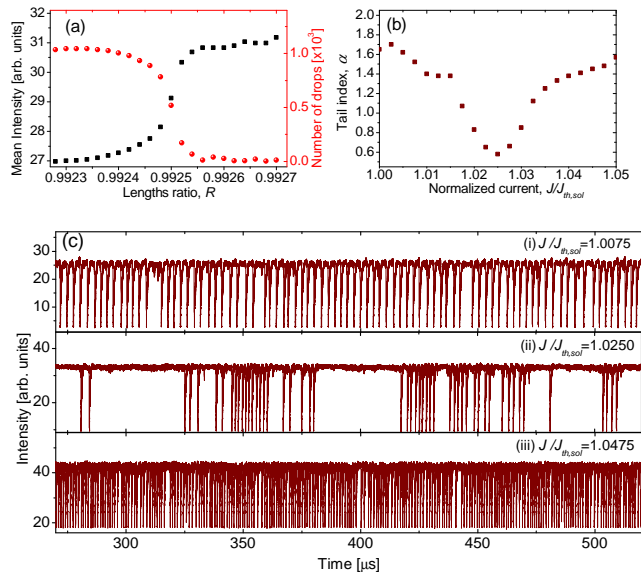 (a)
Mean Intensity [arb. units]
31
30
29
28
27
0.9923 0.9924 0.9925 0.9926 0.9927
Lengths ratio, R
1.0
0.5
0.0
Number of drops [x10³]
(b)
Tail index, α
2.0
1.8
1.6
1.4
1.2
1.0
0.8
0.6
1.00 1.01 1.02 1.03 1.04 1.05
Normalized current, J/J_th,sol
(c)
Intensity [arb. units]
(i) J/J_th,sol=1.0075
30
20
10
(ii) J/J_th,sol=1.0250
40
20
(iii) J/J_th,sol=1.0475
40
20
300 350 400 450 500
Time [μs]